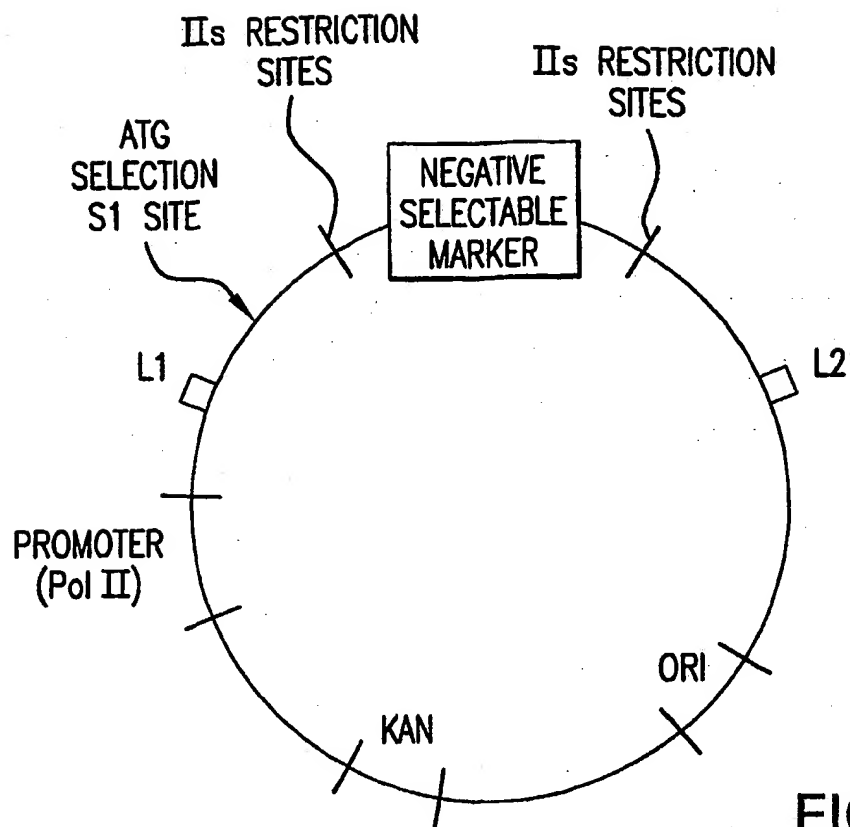 IIs RESTRICTION
SITES
IIs RESTRICTION
SITES
ATG
SELECTION
S1 SITE
NEGATIVE
SELECTABLE
MARKER
L1
L2
PROMOTER
(Pol II)
ORI
KAN
FIG